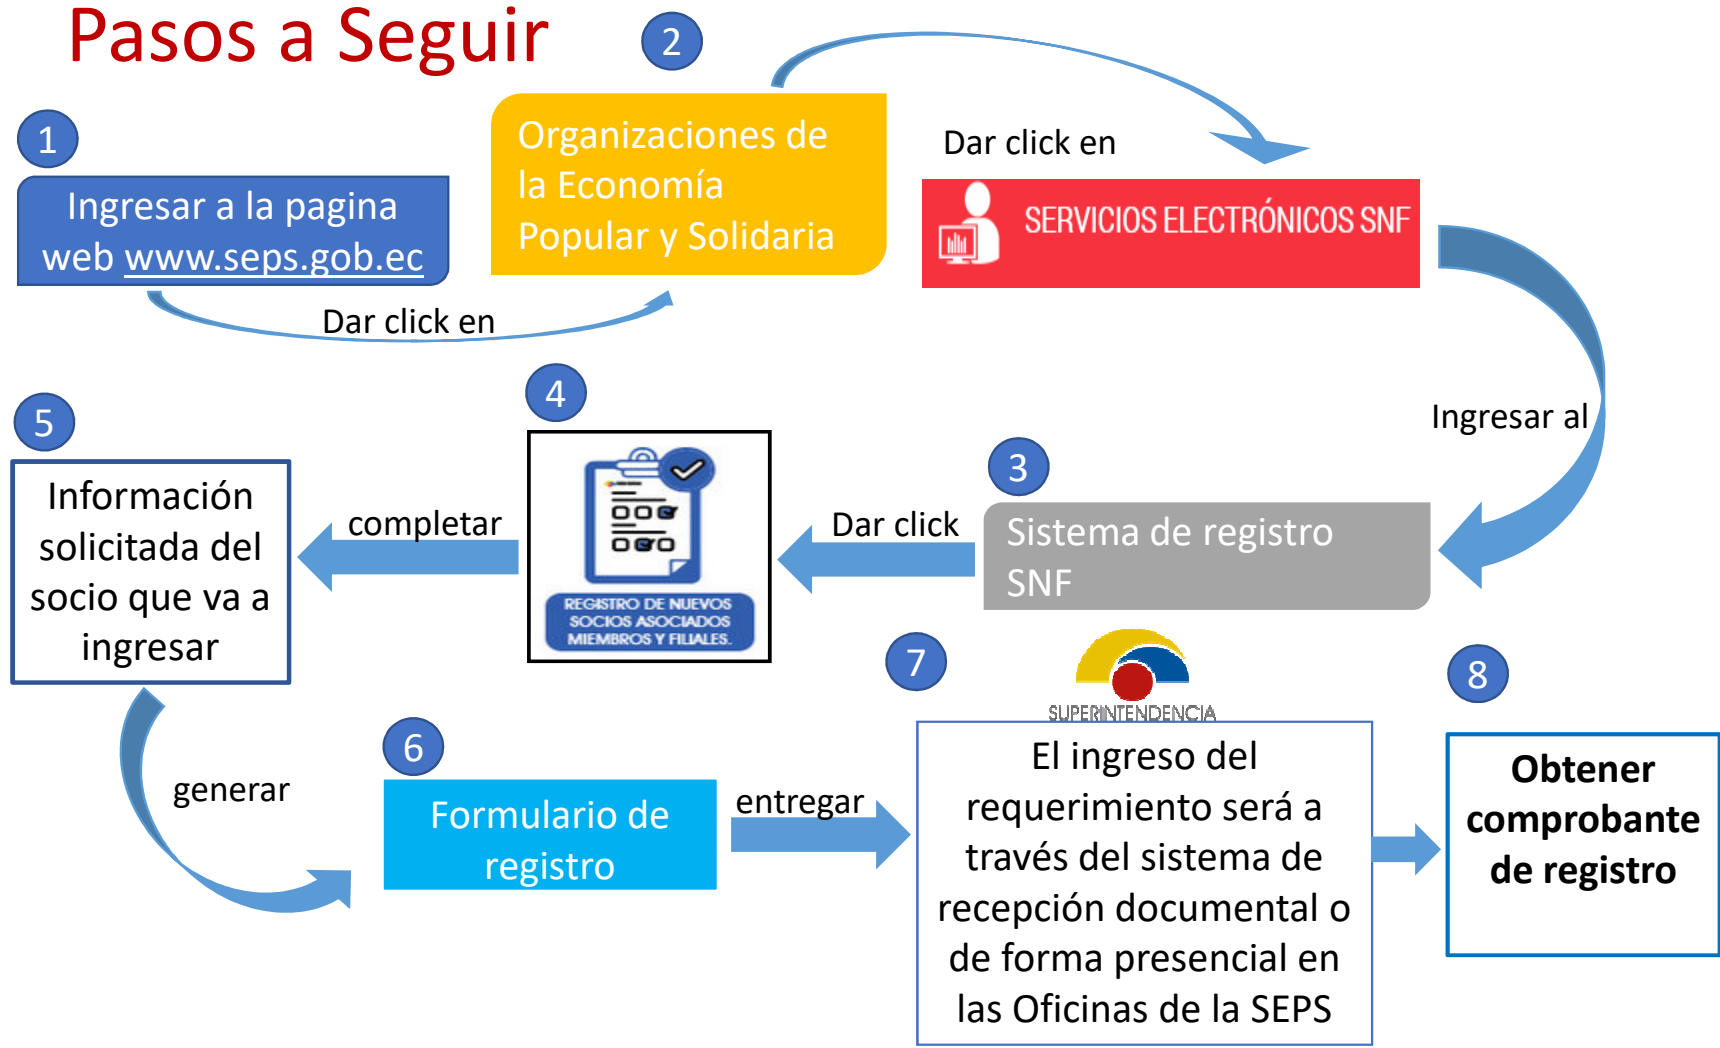 Pasos a Seguir
1
Ingresar a la pagina
web www.seps.gob.ec
Dar click en
2
Organizaciones de
la Economía
Popular y Solidaria
Dar click en
SERVICIOS ELECTRÓNICOS SNF
Ingresar al
3
Sistema de registro
SNF
Dar click
4
REGISTRO DE NUEVOS
SOCIOS ASOCIADOS
MIEMBROS Y FILIALES.
completar
5
Información
solicitada del
socio que va a
ingresar
generar
6
Formulario de
registro
entregar
7
SUPERINTENDENCIA
El ingreso del
requerimiento será a
través del sistema de
recepción documental o
de forma presencial en
las Oficinas de la SEPS
8
Obtener
comprobante
de registro